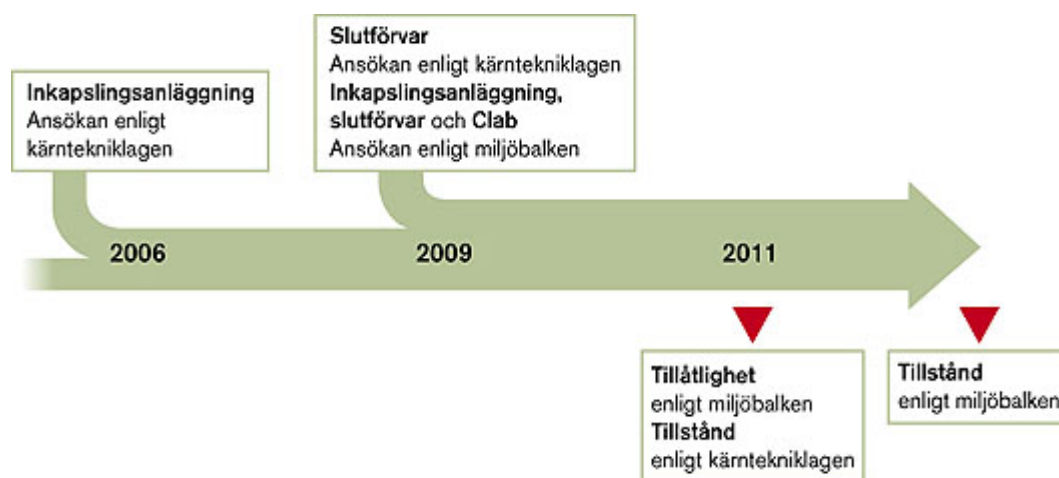 Inkapslingsanläggning
Ansökan enligt
kärntekniklagen
Slutförvar
Ansökan enligt kärntekniklagen
Inkapslingsanläggning,
slutförvar och Clab
Ansökan enligt miljöbalken
2006
2009
2011
Tillåtlighet
enligt miljöbalken
Tillstånd
enligt kärntekniklagen
Tillstånd
enligt miljöbalken